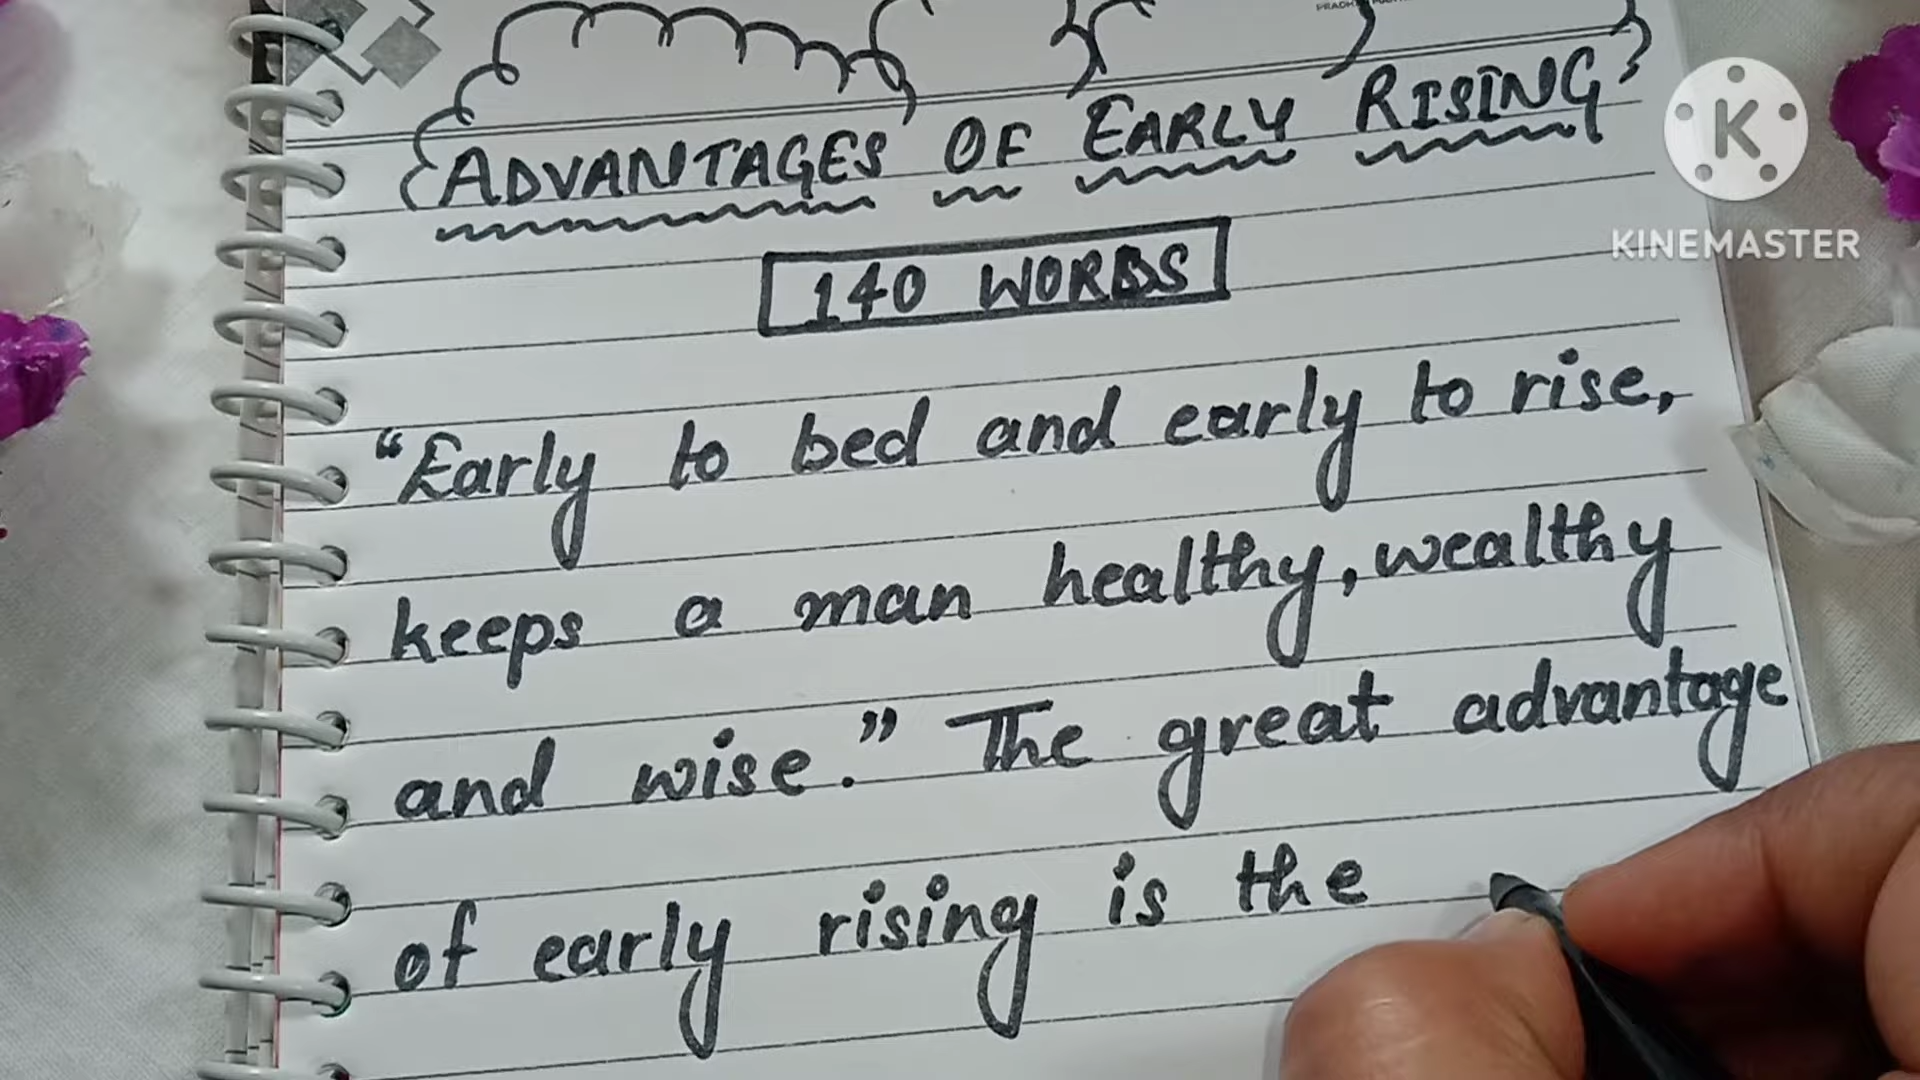 ADVANTAGES OF EARLY RISING
140 WORDS
"Early to bed and early to rise,
keeps a man healthy, wealthy
and wise." The great advantage
of early rising is the
K
KINEMASTER